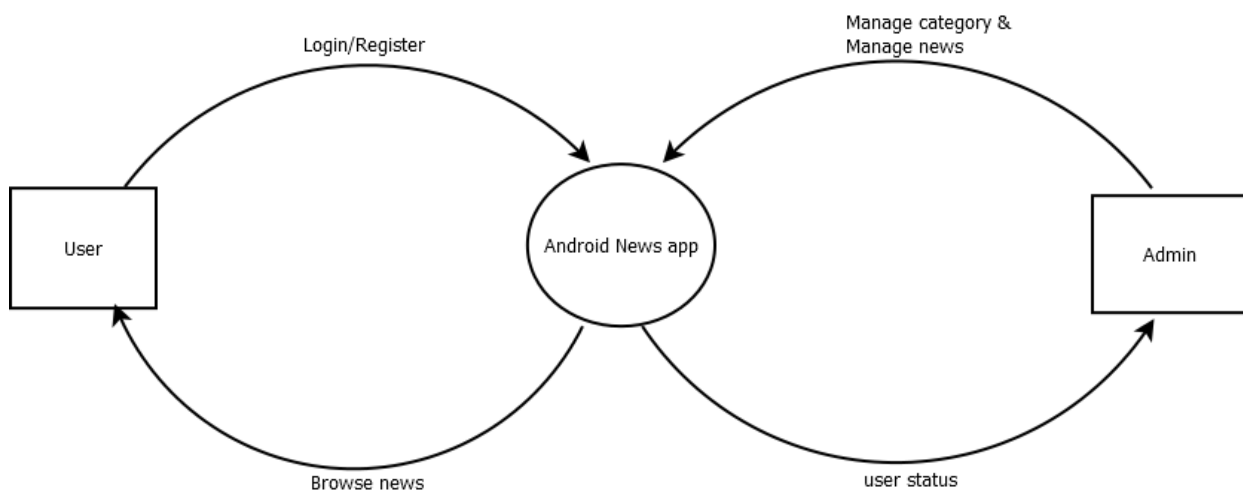 Login/Register
Manage category &
Manage news
User
Android News app
Admin
Browse news
user status